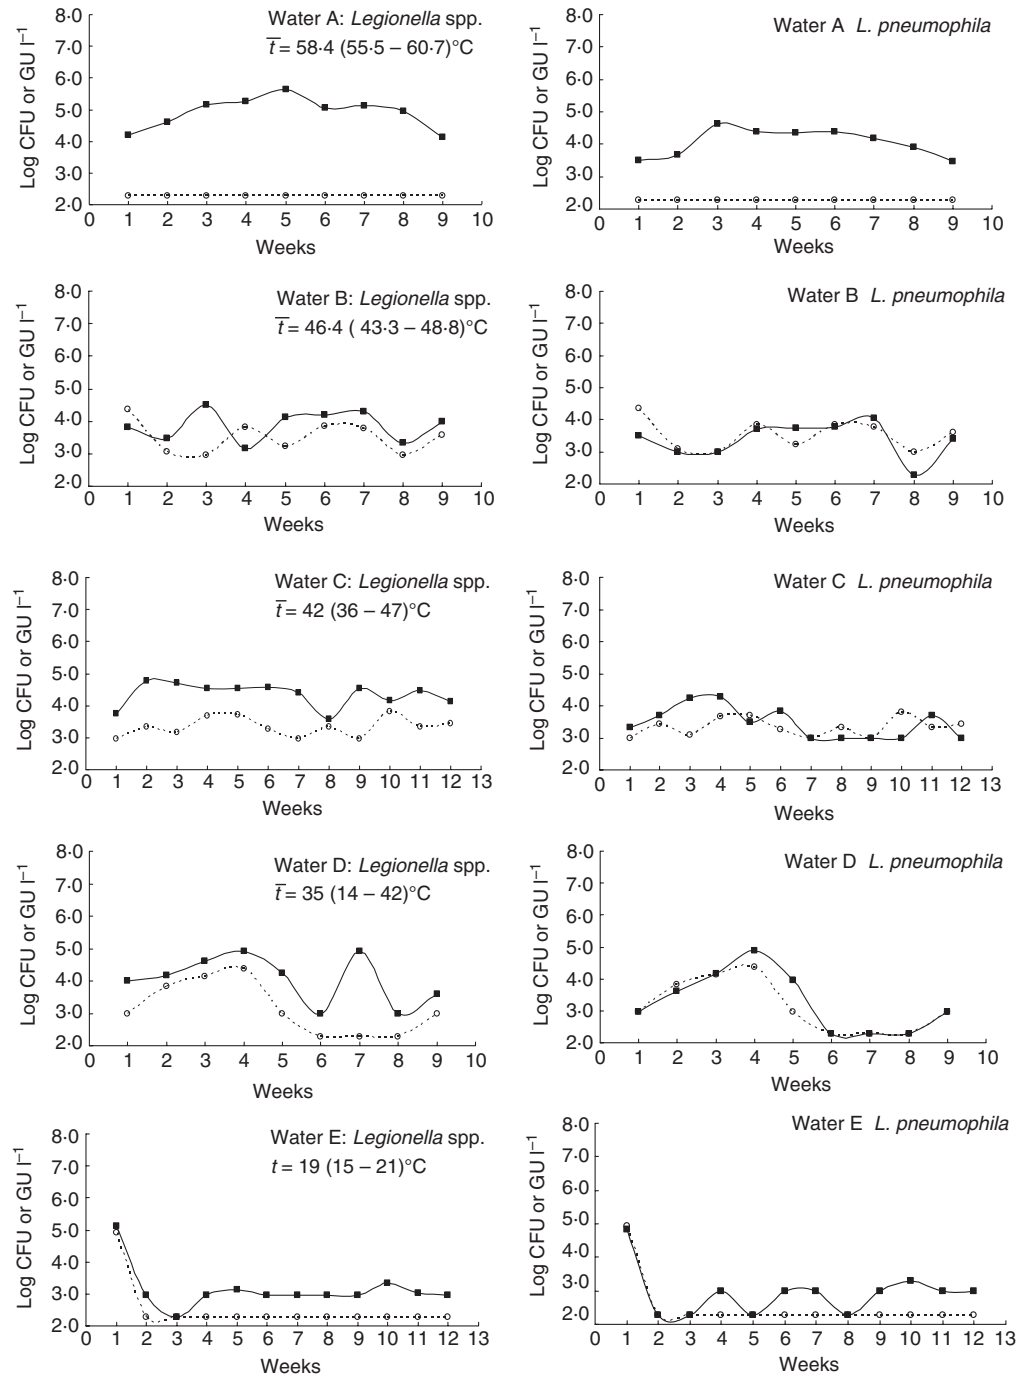 Water A: Legionella spp.
t̅ = 58·4 (55·5 – 60·7)°C
Log CFU or GU l⁻¹
8·0
7·0
6·0
5·0
4·0
3·0
2·0
0 1 2 3 4 5 6 7 8 9 10
Weeks
Water A L. pneumophila
Log CFU or GU l⁻¹
8·0
7·0
6·0
5·0
4·0
3·0
2·0
0 1 2 3 4 5 6 7 8 9 10
Weeks
Water B: Legionella spp.
t̅ = 46·4 ( 43·3 – 48·8)°C
Log CFU or GU l⁻¹
8·0
7·0
6·0
5·0
4·0
3·0
2·0
0 1 2 3 4 5 6 7 8 9 10
Weeks
Water B L. pneumophila
Log CFU or GU l⁻¹
8·0
7·0
6·0
5·0
4·0
3·0
2·0
0 1 2 3 4 5 6 7 8 9 10
Weeks
Water C: Legionella spp.
t̅ = 42 (36 – 47)°C
Log CFU or GU l⁻¹
8·0
7·0
6·0
5·0
4·0
3·0
2·0
0 1 2 3 4 5 6 7 8 9 10 11 12 13
Weeks
Water C L. pneumophila
Log CFU or GU l⁻¹
8·0
7·0
6·0
5·0
4·0
3·0
2·0
0 1 2 3 4 5 6 7 8 9 10 11 12 13
Weeks
Water D: Legionella spp.
t̅ = 35 (14 – 42)°C
Log CFU or GU l⁻¹
8·0
7·0
6·0
5·0
4·0
3·0
2·0
0 1 2 3 4 5 6 7 8 9 10
Weeks
Water D L. pneumophila
Log CFU or GU l⁻¹
8·0
7·0
6·0
5·0
4·0
3·0
2·0
0 1 2 3 4 5 6 7 8 9 10
Weeks
Water E: Legionella spp.
t = 19 (15 – 21)°C
Log CFU or GU l⁻¹
8·0
7·0
6·0
5·0
4·0
3·0
2·0
0 1 2 3 4 5 6 7 8 9 10 11 12 13
Weeks
Water E L. pneumophila
Log CFU or GU l⁻¹
8·0
7·0
6·0
5·0
4·0
3·0
2·0
0 1 2 3 4 5 6 7 8 9 10 11 12 13
Weeks